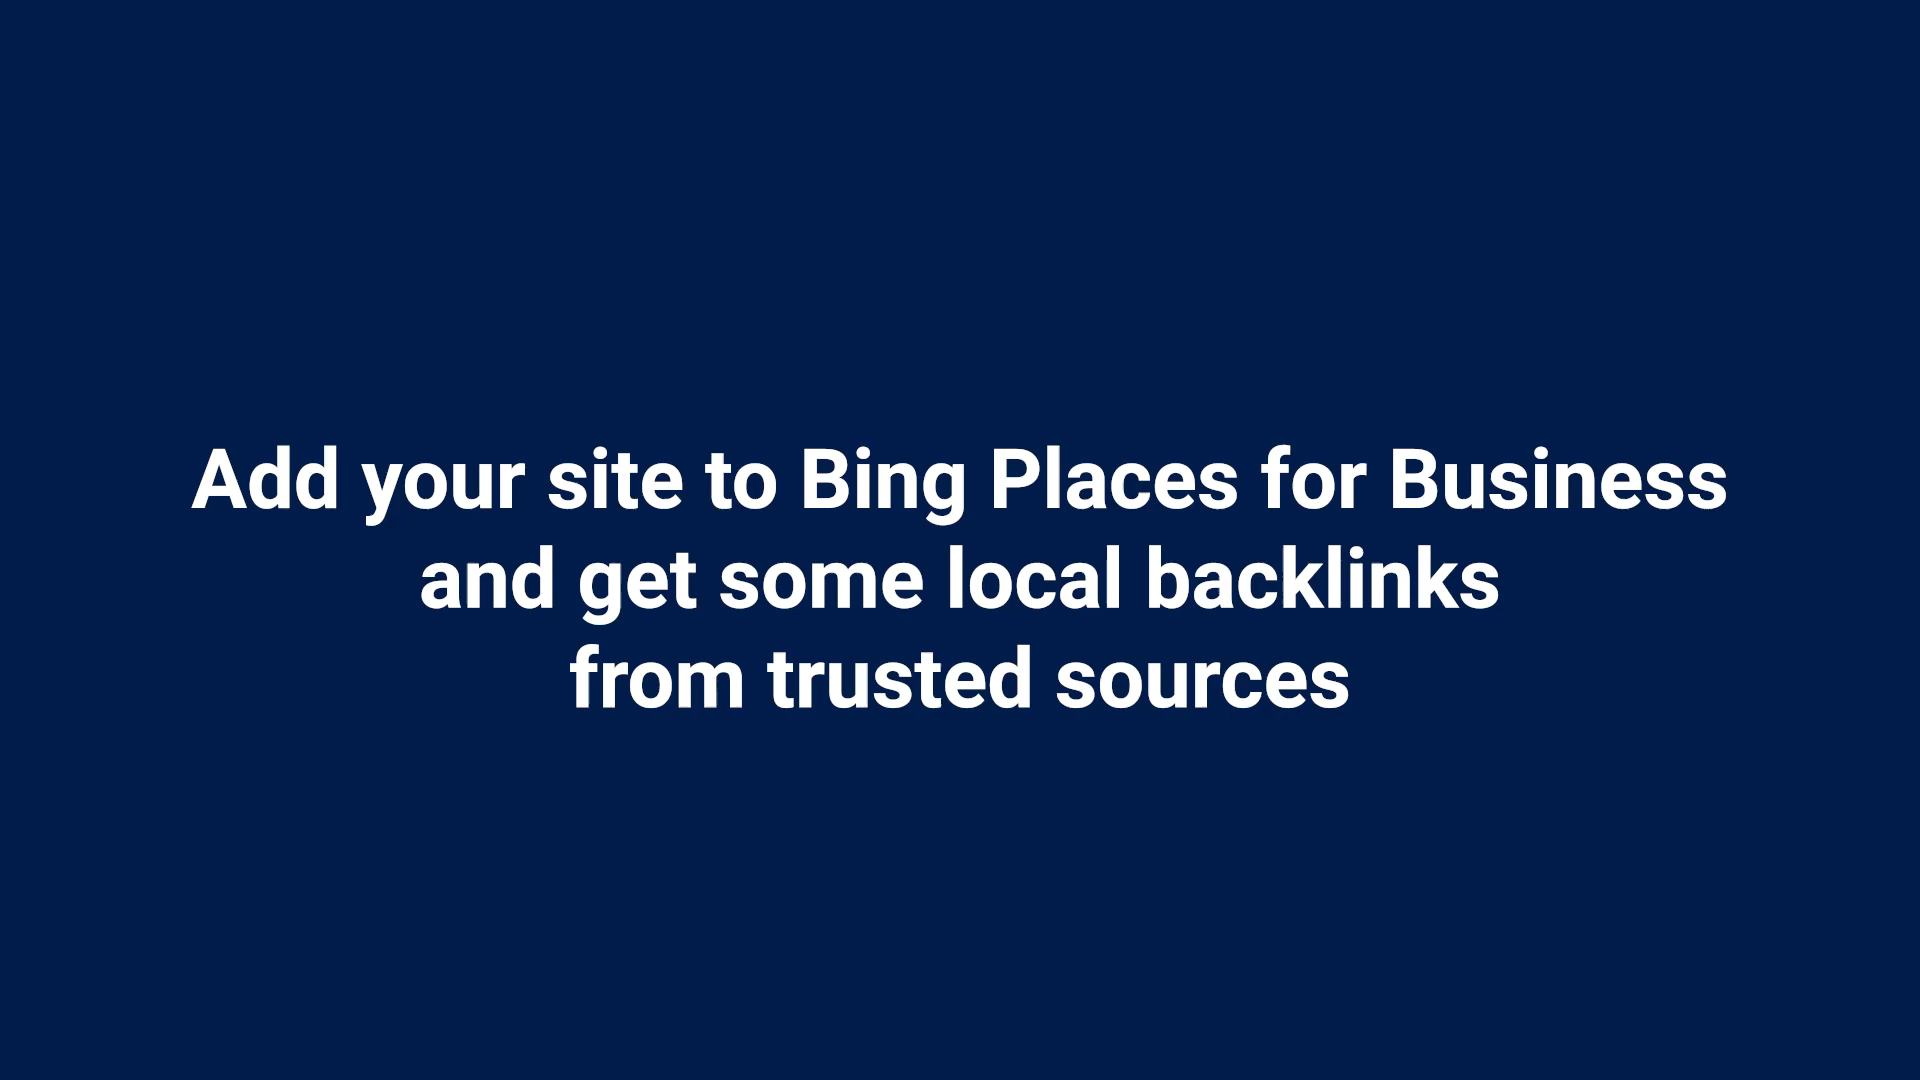 Add your site to Bing Places for Business
and get some local backlinks
from trusted sources